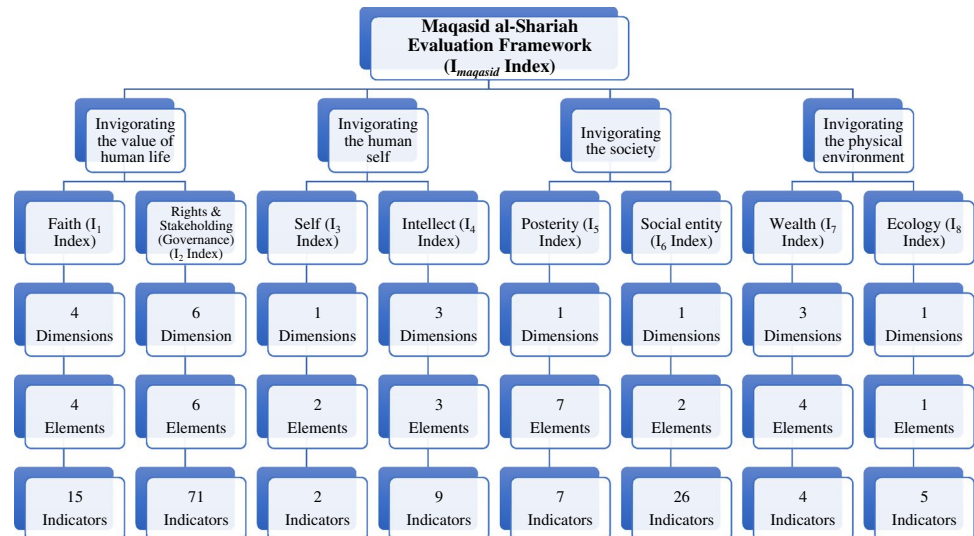 Maqasid al-Shariah
Evaluation Framework
(I_maqasid Index)
Invigorating
the value of
human life
Invigorating
the human
self
Invigorating
the society
Invigorating
the physical
environment
Faith (I₁
Index)
Rights &
Stakeholding
(Governance)
(I₂ Index)
Self (I₃
Index)
Intellect (I₄
Index)
Posterity (I₅
Index)
Social entity
(I₆ Index)
Wealth (I₇
Index)
Ecology (I₈
Index)
4
Dimensions
6
Dimension
1
Dimensions
3
Dimensions
1
Dimensions
1
Dimensions
3
Dimensions
1
Dimensions
4
Elements
6
Elements
2
Elements
3
Elements
7
Elements
2
Elements
4
Elements
1
Elements
15
Indicators
71
Indicators
2
Indicators
9
Indicators
7
Indicators
26
Indicators
4
Indicators
5
Indicators